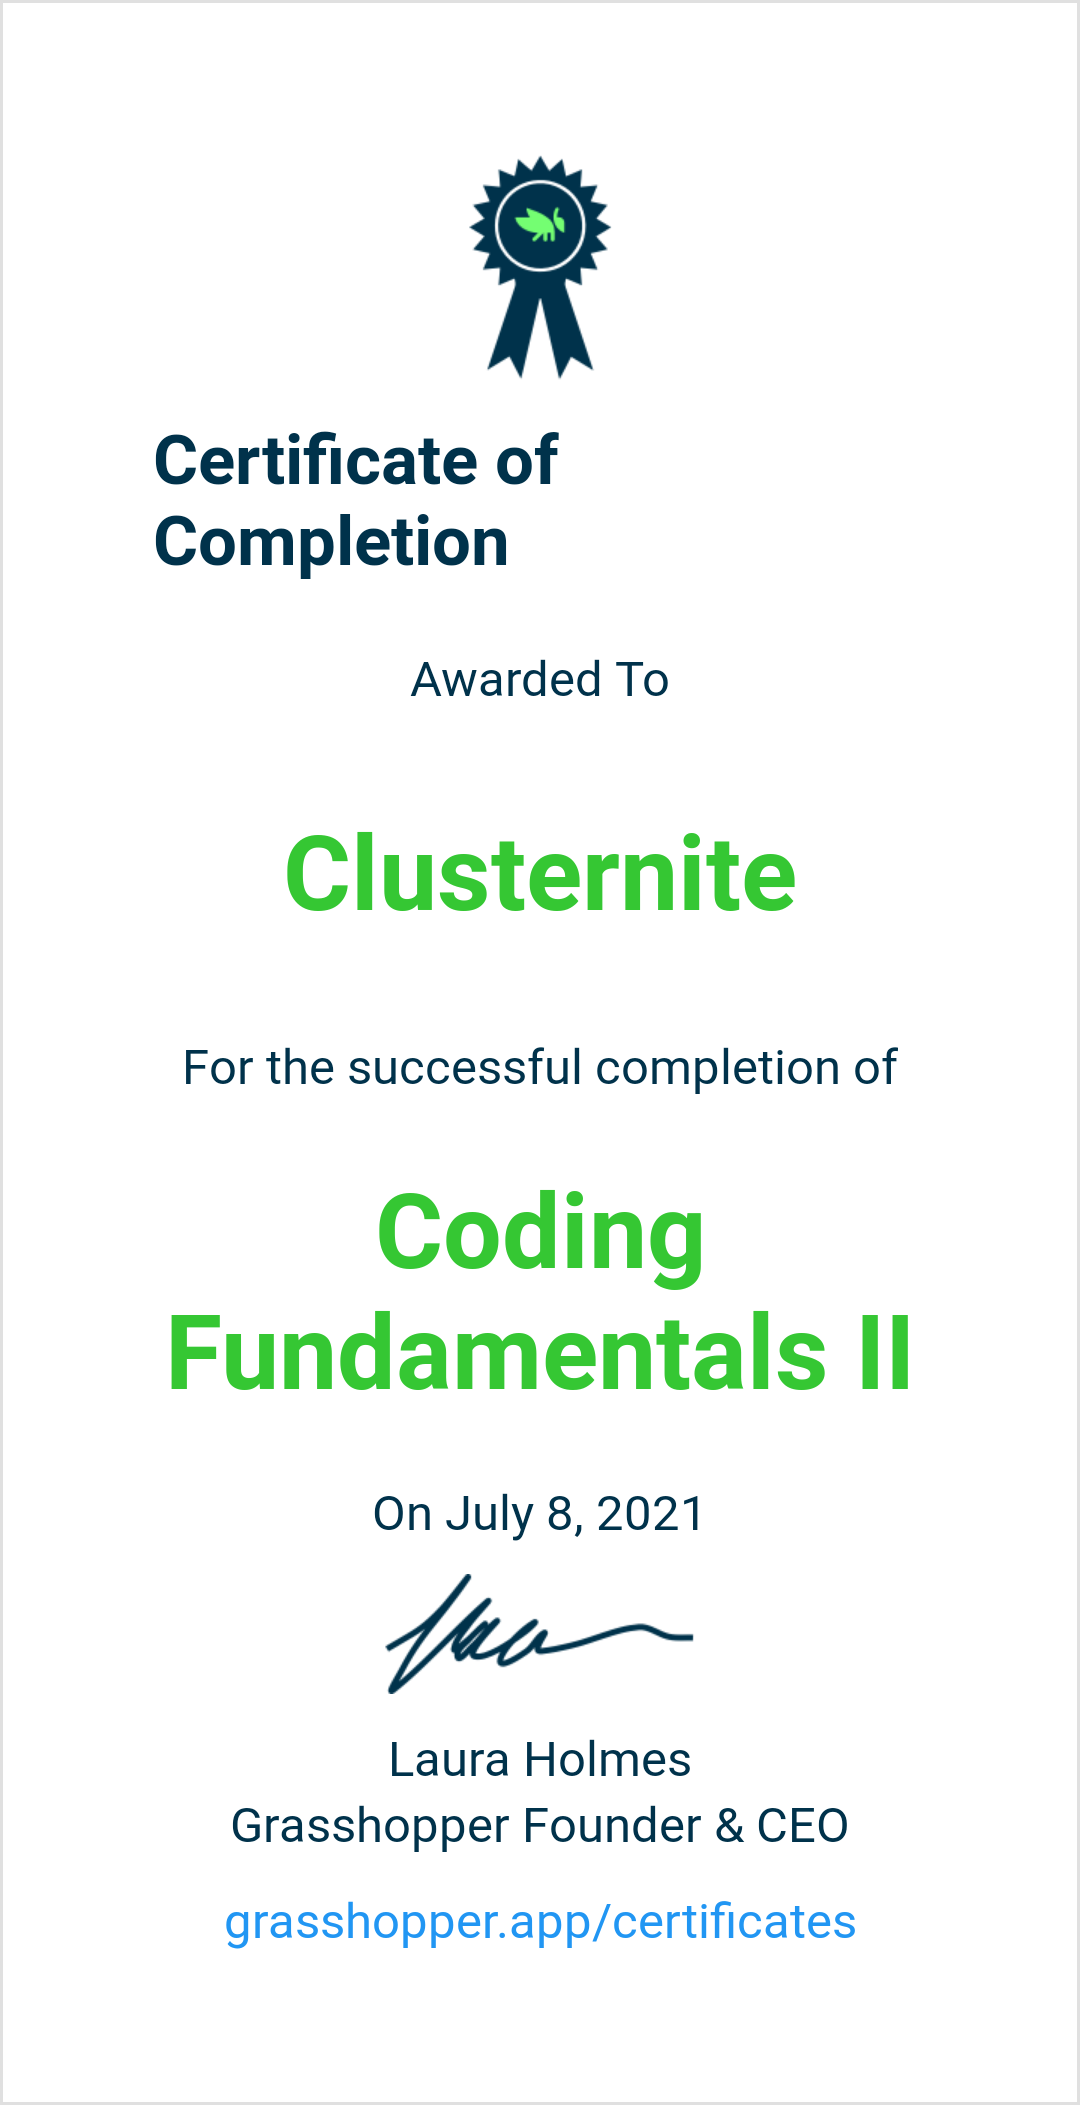 Certificate of
Completion
Awarded To
Clusternite
For the successful completion of
Coding
Fundamentals II
On July 8, 2021
Laura Holmes
Grasshopper Founder & CEO
grasshopper.app/certificates